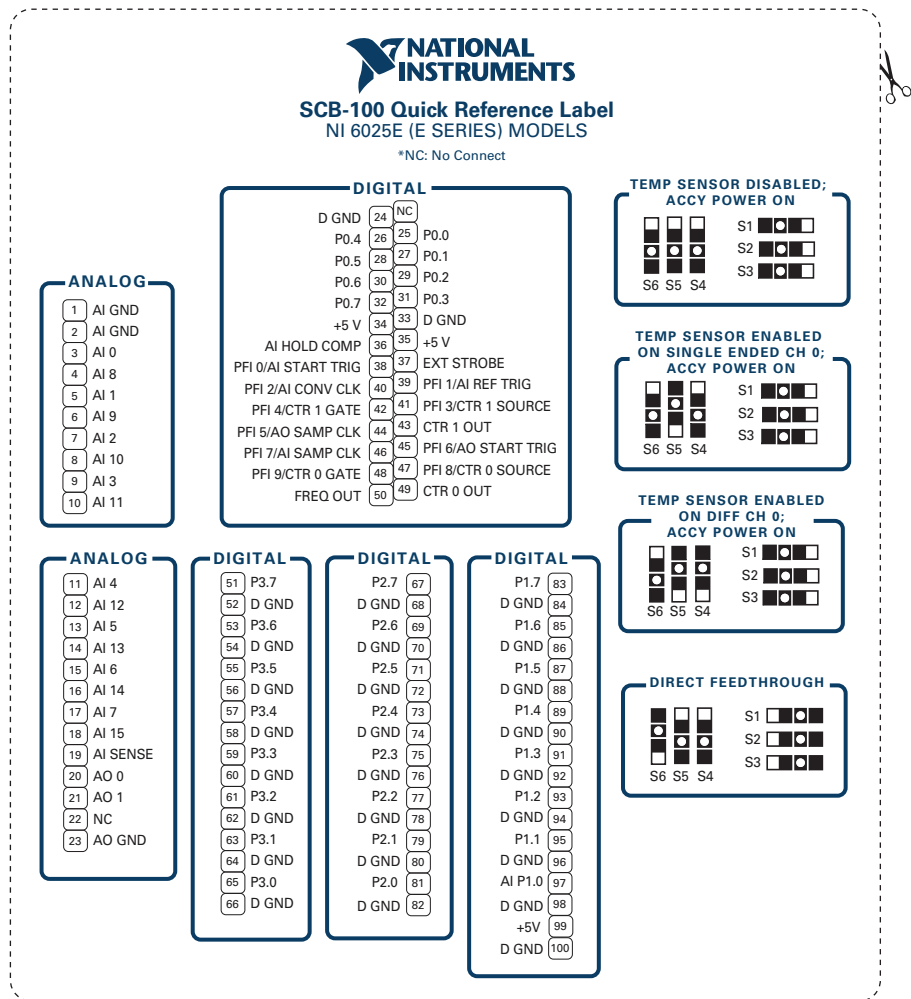 NATIONAL
INSTRUMENTS
SCB-100 Quick Reference Label
NI 6025E (E SERIES) MODELS
*NC: No Connect
ANALOG
1 AI GND
2 AI GND
3 AI 0
4 AI 8
5 AI 1
6 AI 9
7 AI 2
8 AI 10
9 AI 3
10 AI 11
DIGITAL
NC
D GND 24 25 P0.0
P0.4 26 27 P0.1
P0.5 28 29 P0.2
P0.6 30 31 P0.3
P0.7 32 33 D GND
+5 V 34 35 +5 V
AI HOLD COMP 36 37 EXT STROBE
PFI 0/AI START TRIG 38 39 PFI 1/AI REF TRIG
PFI 2/AI CONV CLK 40 41 PFI 3/CTR 1 SOURCE
PFI 4/CTR 1 GATE 42 43 CTR 1 OUT
PFI 5/AO SAMP CLK 44 45 PFI 6/AO START TRIG
PFI 7/AI SAMP CLK 46 47 PFI 8/CTR 0 SOURCE
PFI 9/CTR 0 GATE 48 49 CTR 0 OUT
FREQ OUT 50
TEMP SENSOR DISABLED;
ACCY POWER ON
S1
S2
S3
S6 S5 S4
TEMP SENSOR ENABLED
ON SINGLE ENDED CH 0;
ACCY POWER ON
S1
S2
S3
S6 S5 S4
TEMP SENSOR ENABLED
ON DIFF CH 0;
ACCY POWER ON
S1
S2
S3
S6 S5 S4
DIRECT FEEDTHROUGH
S1
S2
S3
S6 S5 S4
ANALOG
11 AI 4
12 AI 12
13 AI 5
14 AI 13
15 AI 6
16 AI 14
17 AI 7
18 AI 15
19 AI SENSE
20 AO 0
21 AO 1
22 NC
23 AO GND
DIGITAL
51 P3.7
52 D GND
53 P3.6
54 D GND
55 P3.5
56 D GND
57 P3.4
58 D GND
59 P3.3
60 D GND
61 P3.2
62 D GND
63 P3.1
64 D GND
65 P3.0
66 D GND
DIGITAL
P2.7 67
D GND 68
P2.6 69
D GND 70
P2.5 71
D GND 72
P2.4 73
D GND 74
P2.3 75
D GND 76
P2.2 77
D GND 78
P2.1 79
D GND 80
P2.0 81
D GND 82
DIGITAL
P1.7 83
D GND 84
P1.6 85
D GND 86
P1.5 87
D GND 88
P1.4 89
D GND 90
P1.3 91
D GND 92
P1.2 93
D GND 94
P1.1 95
D GND 96
AI P1.0 97
D GND 98
+5V 99
D GND 100